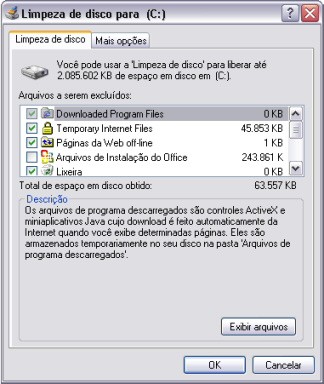 Limpeza de disco para (C:)
Limpeza de disco
Mais opções
Você pode usar a 'Limpeza de disco' para liberar até
2.085.602 KB de espaço em disco em (C:).
Arquivos a serem excluídos:
Downloaded Program Files 0 KB
Temporary Internet Files 45.853 KB
Páginas da Web off-line 1 KB
Arquivos de Instalação do Office 243.861 K
Lixeira 0 KB
Total de espaço em disco obtido: 63.557 KB
Descrição
Os arquivos de programa descarregados são controles ActiveX e
miniaplicativos Java cujo download é feito automaticamente da
Internet quando você exibe determinadas páginas. Eles são
armazenados temporariamente no seu disco na pasta 'Arquivos de
programa descarregados'.
Exibir arquivos
OK
Cancelar